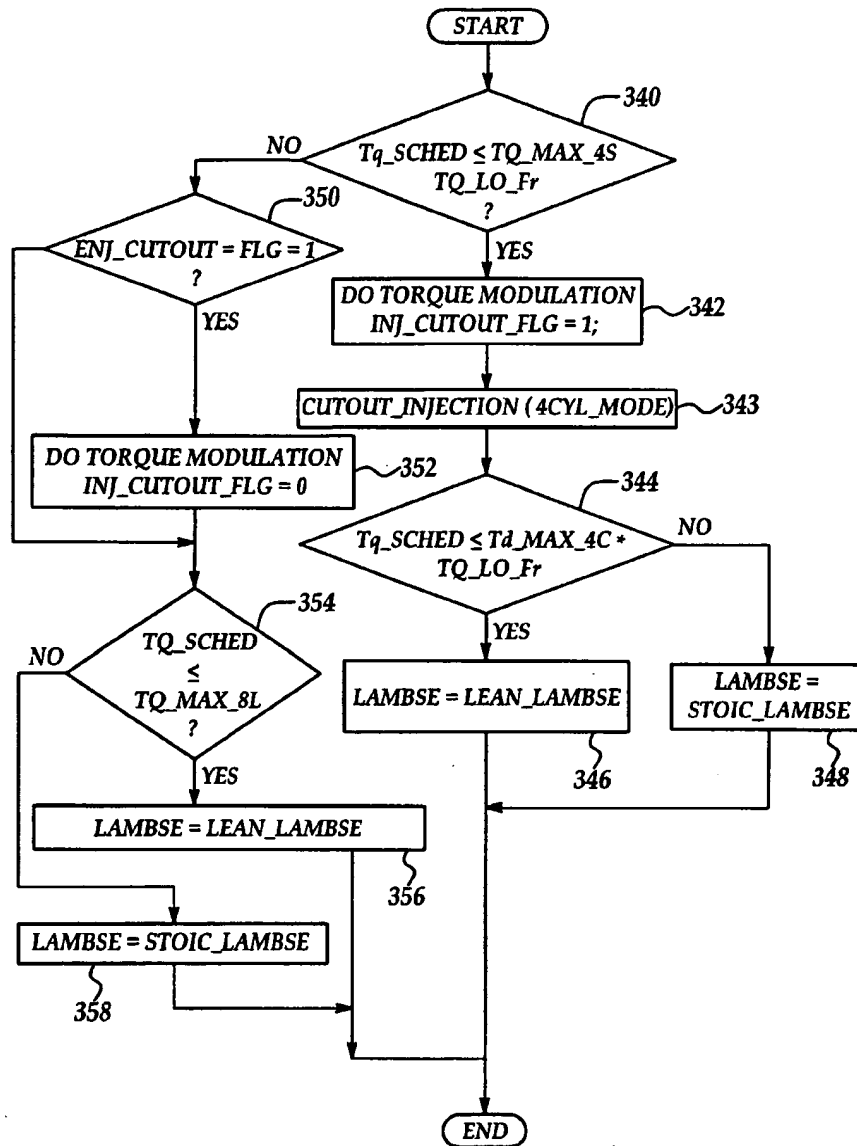 START
340
NO
Tq_SCHED ≤ TQ_MAX_4S
TQ_LO_Fr
?
350
YES
ENJ_CUTOUT = FLG = 1
?
YES
DO TORQUE MODULATION
INJ_CUTOUT_FLG = 1;
342
CUTOUT_INJECTION ( 4CYL_MODE)
343
DO TORQUE MODULATION
INJ_CUTOUT_FLG = 0
352
344
Tq_SCHED ≤ Td_MAX_4C *
TQ_LO_Fr
NO
354
YES
NO
TQ_SCHED
≤
TQ_MAX_8L
?
LAMBSE = LEAN_LAMBSE
346
LAMBSE =
STOIC_LAMBSE
348
YES
LAMBSE = LEAN_LAMBSE
356
LAMBSE = STOIC_LAMBSE
358
END